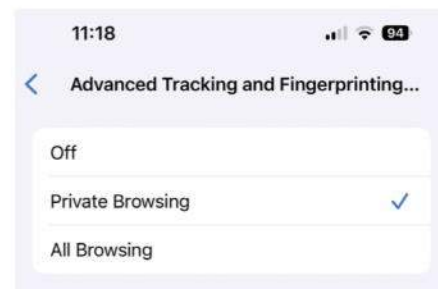 11:18
94
Advanced Tracking and Fingerprinting...
Off
Private Browsing
All Browsing